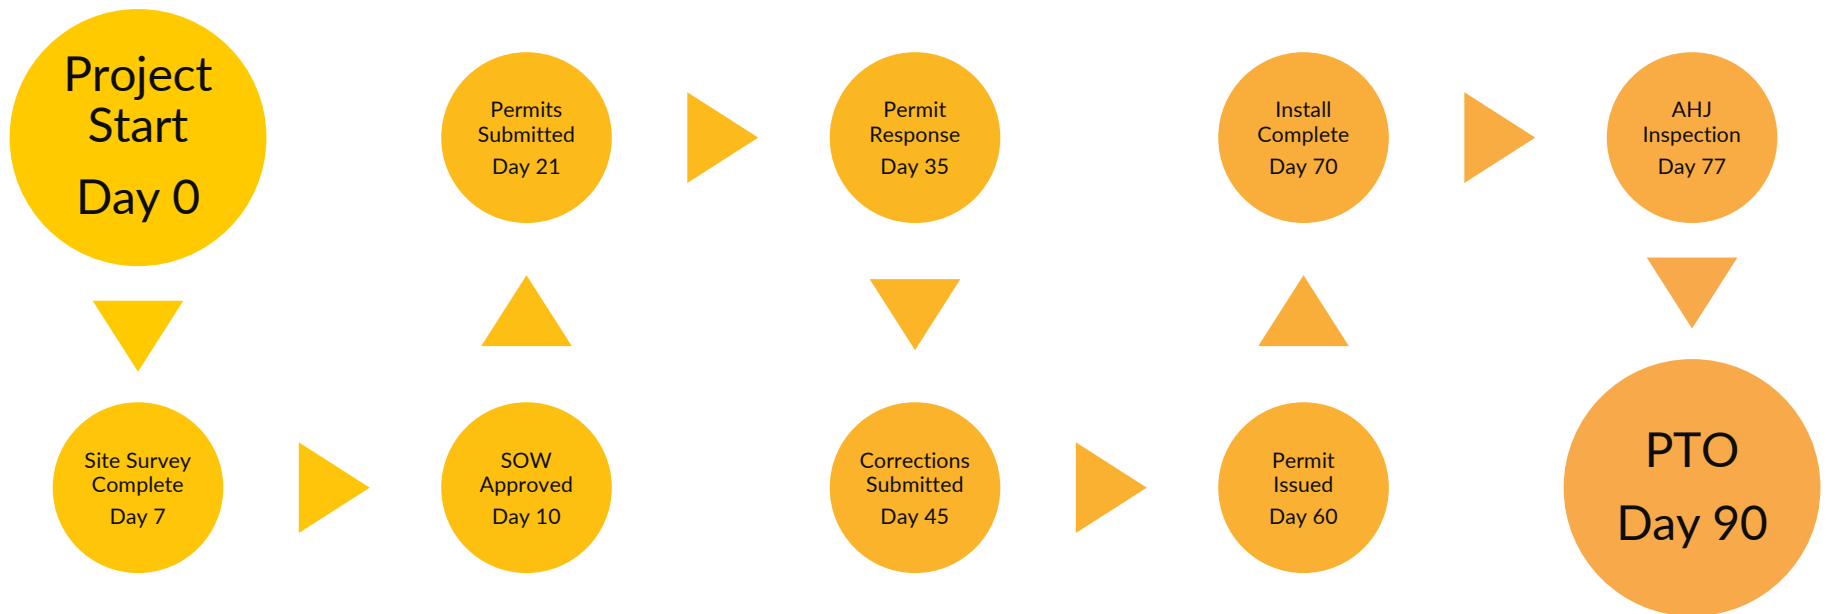 Project
Start
Day 0
Site Survey
Complete
Day 7
SOW
Approved
Day 10
Permits
Submitted
Day 21
Permit
Response
Day 35
Corrections
Submitted
Day 45
Permit
Issued
Day 60
Install
Complete
Day 70
AHJ
Inspection
Day 77
PTO
Day 90